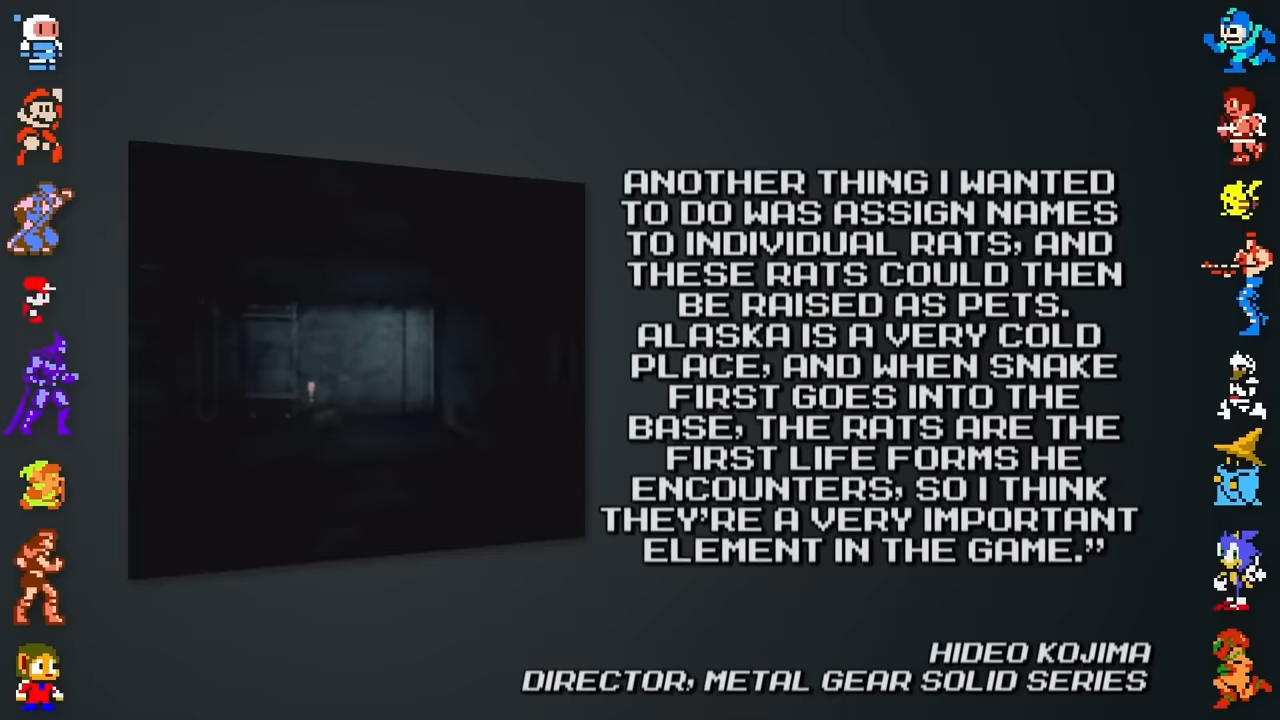 ANOTHER THING I WANTED
TO DO WAS ASSIGN NAMES
TO INDIVIDUAL RATS, AND
THESE RATS COULD THEN
BE RAISED AS PETS.
ALASKA IS A VERY COLD
PLACE, AND WHEN SNAKE
FIRST GOES INTO THE
BASE, THE RATS ARE THE
FIRST LIFE FORMS HE
ENCOUNTERS, SO I THINK
THEY'RE A VERY IMPORTANT
ELEMENT IN THE GAME."
HIDEO KOJIMA
DIRECTOR, METAL GEAR SOLID SERIES